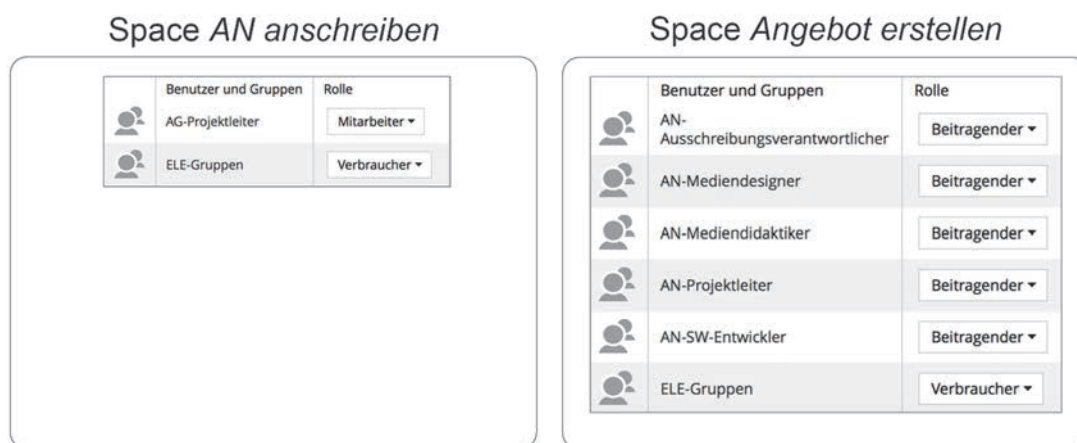 Space AN anschreiben
Benutzer und Gruppen Rolle
AG-Projektleiter Mitarbeiter
ELE-Gruppen Verbraucher
Space Angebot erstellen
Benutzer und Gruppen Rolle
AN-
Ausschreibungsverantwortlicher Beitragender
AN-Mediendesigner Beitragender
AN-Mediendidaktiker Beitragender
AN-Projektleiter Beitragender
AN-SW-Entwickler Beitragender
ELE-Gruppen Verbraucher